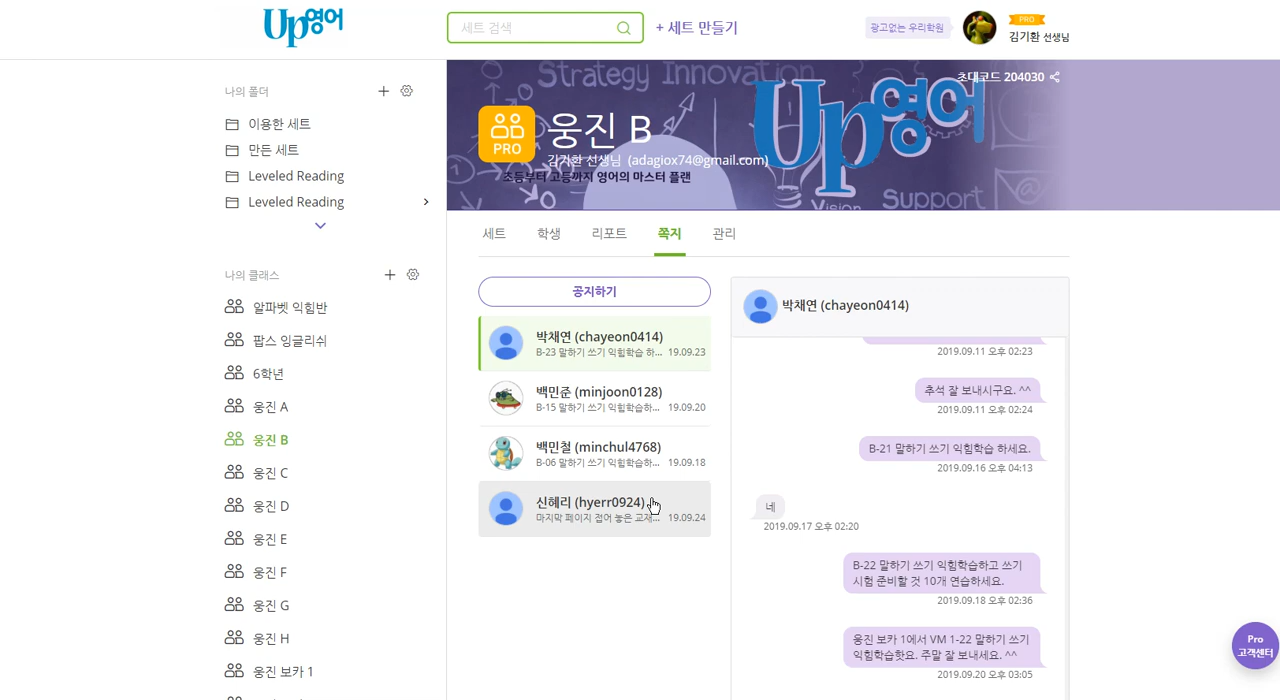 Up영어
세트 검색
+ 세트 만들기
광고없는 우리학원
PRO
김기환 선생님
나의 폴더
이용한 세트
만든 세트
Leveled Reading
Leveled Reading
나의 클래스
알파벳 익힘반
팝스 잉글리쉬
6학년
웅진 A
웅진 B
웅진 C
웅진 D
웅진 E
웅진 F
웅진 G
웅진 H
웅진 보카 1
Strategy Innovation
초대코드 204030
PRO
웅진 B
김기환 선생님 (adagiox74@gmail.com)
초등부터 고등까지 영어의 마스터 플랜
Up영어
Vision
Support
세트
학생
리포트
쪽지
관리
공지하기
박채연 (chayeon0414)
B-23 말하기 쓰기 익힘학습 하... 19.09.23
백민준 (minjoon0128)
B-15 말하기 쓰기 익힘학습하... 19.09.20
백민철 (minchul4768)
B-06 말하기 쓰기 익힘학습하... 19.09.18
신혜리 (hyerr0924)
마지막 페이지 접어 놓은 교재... 19.09.24
박채연 (chayeon0414)
2019.09.11 오후 02:23
추석 잘 보내시구요. ^^
2019.09.11 오후 02:24
B-21 말하기 쓰기 익힘학습 하세요.
2019.09.16 오후 04:13
네
2019.09.17 오후 02:20
B-22 말하기 쓰기 익힘학습하고 쓰기
시험 준비할 것 10개 연습하세요.
2019.09.18 오후 02:36
웅진 보카 1에서 VM 1-22 말하기 쓰기
익힘학습핫요. 주말 잘 보내세요. ^^
2019.09.20 오후 03:05
Pro
고객센터